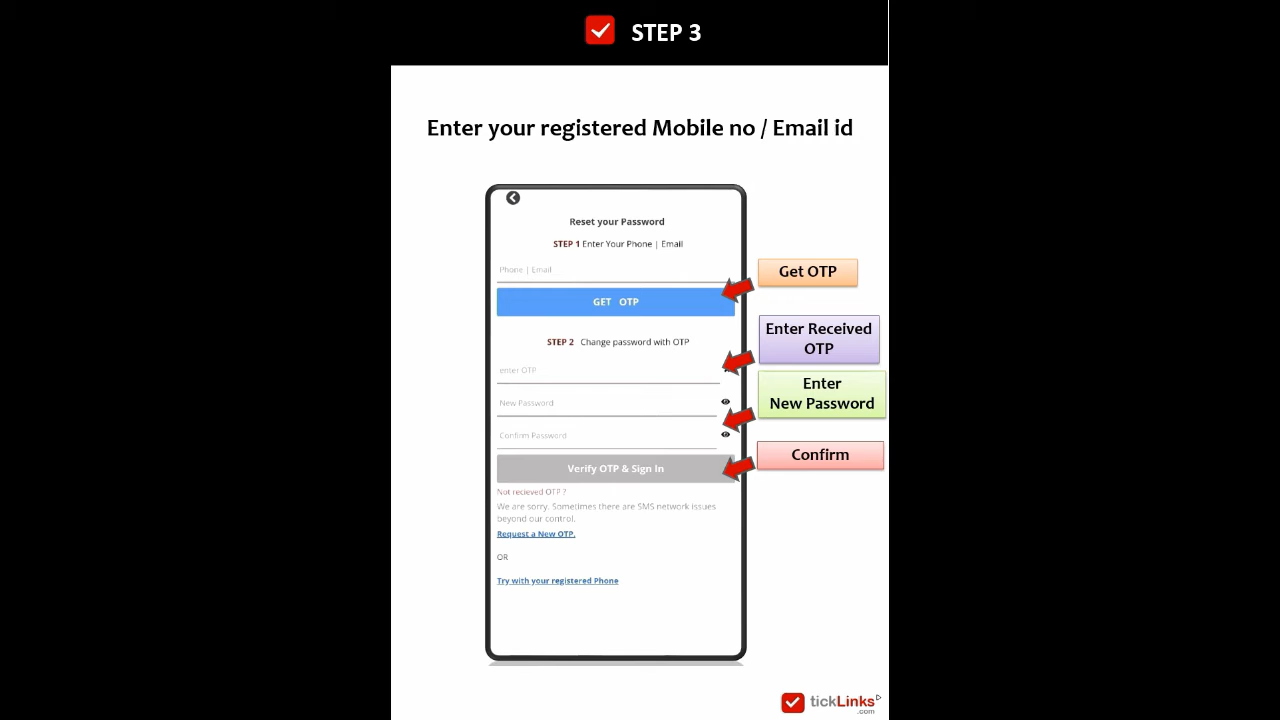 STEP 3
Enter your registered Mobile no / Email id
Reset your Password
STEP 1 Enter Your Phone | Email
Phone | Email
GET OTP
Get OTP
STEP 2 Change password with OTP
Enter Received
OTP
enter OTP
Enter
New Password
New Password
Confirm Password
Confirm
Verify OTP & Sign In
Not recieved OTP ?
We are sorry. Sometimes there are SMS network issues
beyond our control.
Request a New OTP.
OR
Try with your registered Phone
tickLinks
.com